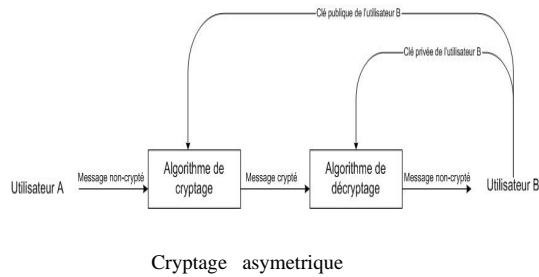 Clé publique de l'utilisateur B
Clé privée de l'utilisateur B
Utilisateur A
Message non-crypté
Algorithme de
cryptage
Message crypté
Algorithme de
décryptage
Message non-crypté
Utilisateur B
Cryptage asymetrique